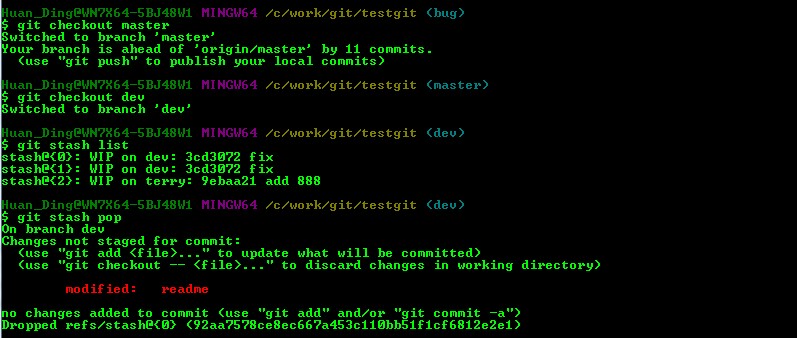 Huan_Ding@WN7X64-5BJ48W1 MINGW64 /c/work/git/testgit (bug)
$ git checkout master
Switched to branch 'master'
Your branch is ahead of 'origin/master' by 11 commits.
  (use "git push" to publish your local commits)
Huan_Ding@WN7X64-5BJ48W1 MINGW64 /c/work/git/testgit (master)
$ git checkout dev
Switched to branch 'dev'
Huan_Ding@WN7X64-5BJ48W1 MINGW64 /c/work/git/testgit (dev)
$ git stash list
stash@{0}: WIP on dev: 3cd3072 fix
stash@{1}: WIP on dev: 3cd3072 fix
stash@{2}: WIP on terry: 9ebaa21 add 888
Huan_Ding@WN7X64-5BJ48W1 MINGW64 /c/work/git/testgit (dev)
$ git stash pop
On branch dev
Changes not staged for commit:
  (use "git add <file>..." to update what will be committed)
  (use "git checkout -- <file>..." to discard changes in working directory)
        modified:   readme
no changes added to commit (use "git add" and/or "git commit -a")
Dropped refs/stash@{0} (92aa7578ce8ec667a453c110bb51f1cf6812e2e1)